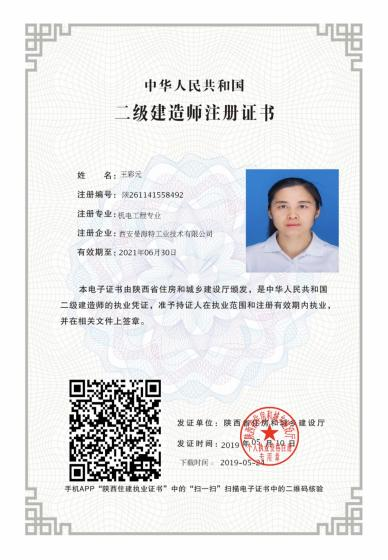 中华人民共和国
二级建造师注册证书
姓 名：王彩元
注册编号：陕261141558492
注册专业：机电工程专业
注册企业：西安曼海特工业技术有限公司
有效期至：2021年06月30日
本电子证书由陕西省住房和城乡建设厅颁发，是中华人民共和国
二级建造师的执业凭证，准予持证人在执业范围和注册有效期内执业，
并在相关文件上签章。
发证单位：陕西省住房和城乡建设厅
发证时间：2019 年 05 月 10 日
下载时间：2019-05-23
手机APP“陕西住建执业证书”中的“扫一扫”扫描电子证书中的二维码核验